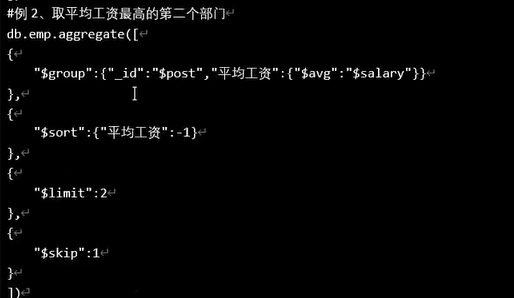 #例 2、取平均工资最高的第二个部门
db.emp.aggregate([
{
"$group":{"_id":"$post","平均工资":{"$avg":"$salary"}}
},
{
"$sort":{"平均工资":-1}
},
{
"$limit":2
},
{
"$skip":1
}
])